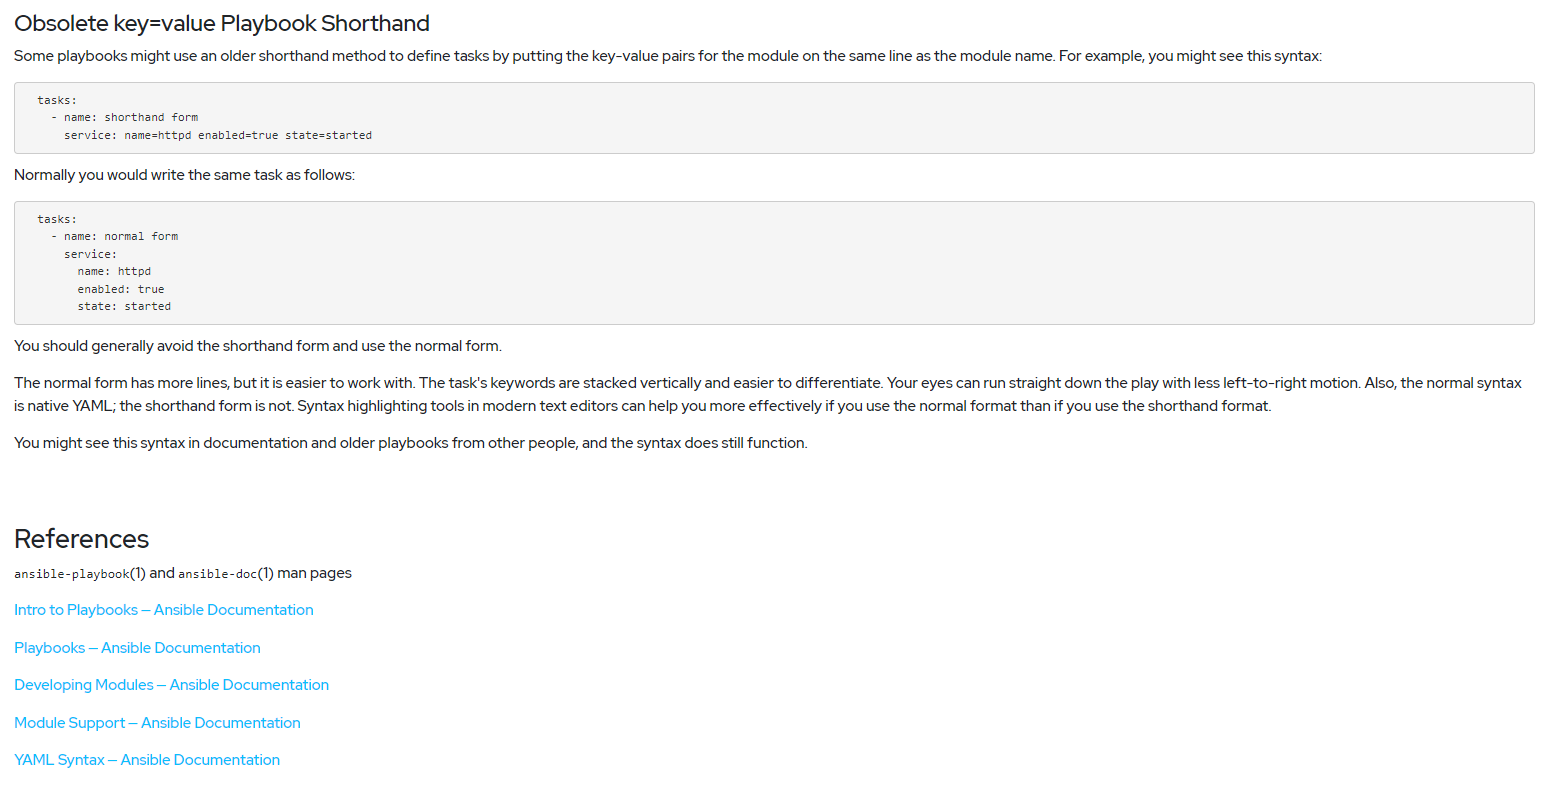 Obsolete key=value Playbook Shorthand
Some playbooks might use an older shorthand method to define tasks by putting the key-value pairs for the module on the same line as the module name. For example, you might see this syntax:
tasks:
  - name: shorthand form
    service: name=httpd enabled=true state=started
Normally you would write the same task as follows:
tasks:
  - name: normal form
    service:
      name: httpd
      enabled: true
      state: started
You should generally avoid the shorthand form and use the normal form.
The normal form has more lines, but it is easier to work with. The task's keywords are stacked vertically and easier to differentiate. Your eyes can run straight down the play with less left-to-right motion. Also, the normal syntax
is native YAML; the shorthand form is not. Syntax highlighting tools in modern text editors can help you more effectively if you use the normal format than if you use the shorthand format.
You might see this syntax in documentation and older playbooks from other people, and the syntax does still function.
References
ansible-playbook(1) and ansible-doc(1) man pages
Intro to Playbooks — Ansible Documentation
Playbooks — Ansible Documentation
Developing Modules — Ansible Documentation
Module Support — Ansible Documentation
YAML Syntax — Ansible Documentation